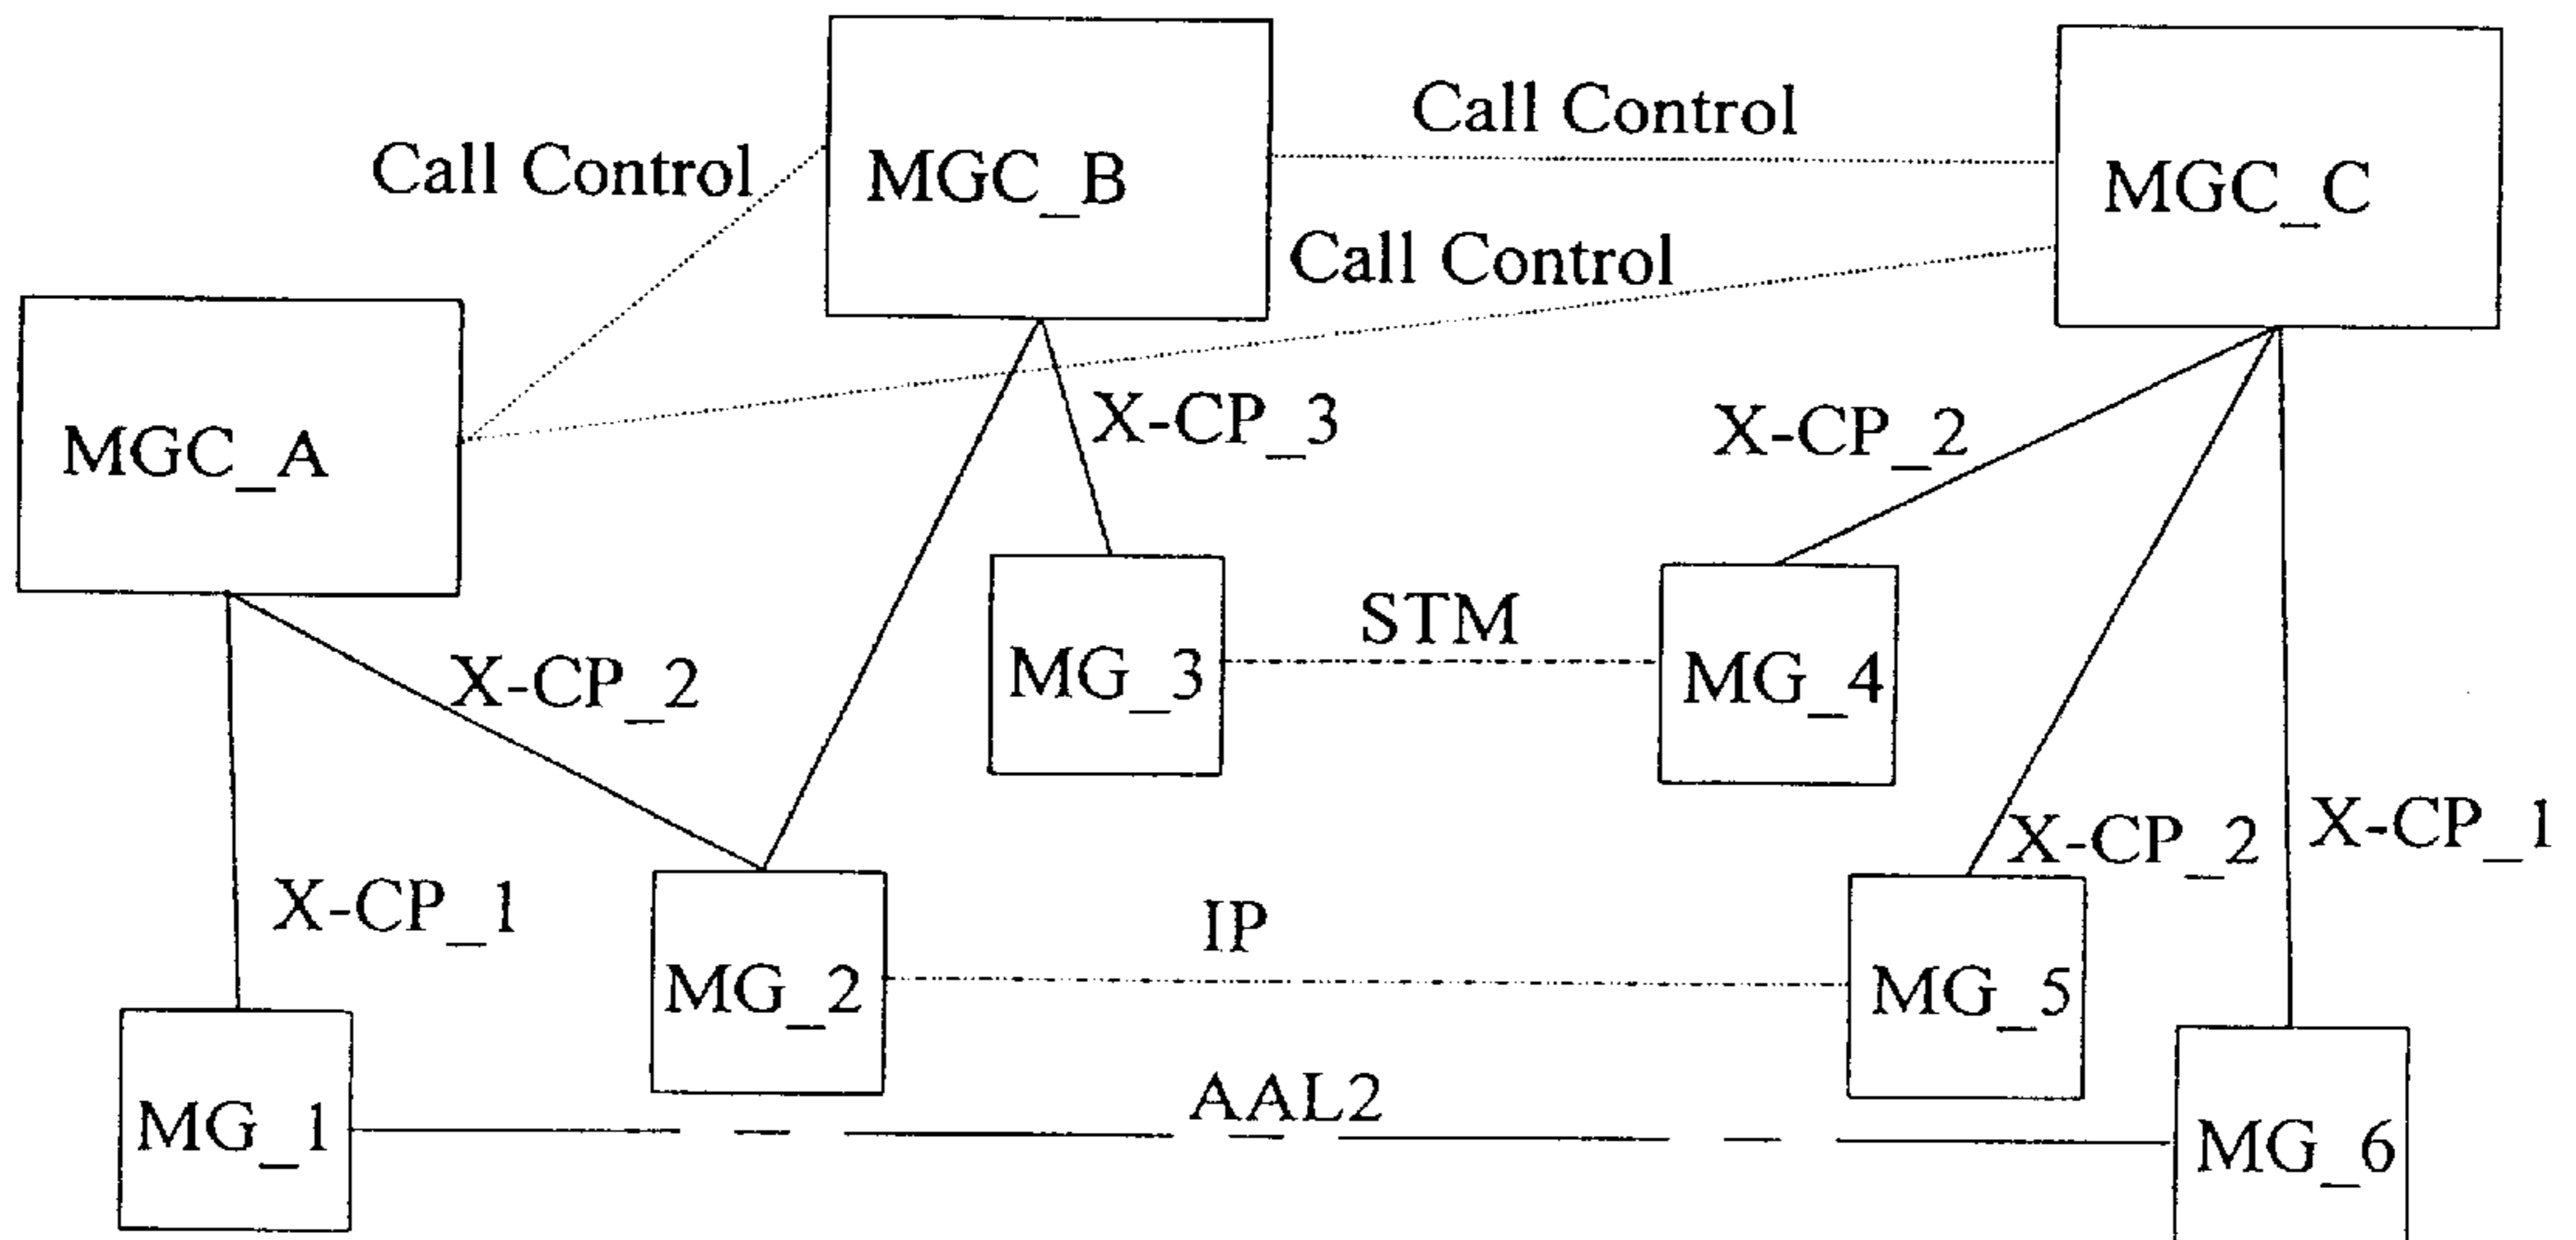 Call Control
MGC_B
Call Control
MGC_C
Call Control
MGC_A
X-CP_3
X-CP_2
STM
X-CP_2
MG_3
MG_4
X-CP_1
X-CP_2
X-CP_1
IP
MG_2
MG_5
AAL2
MG_1
MG_6